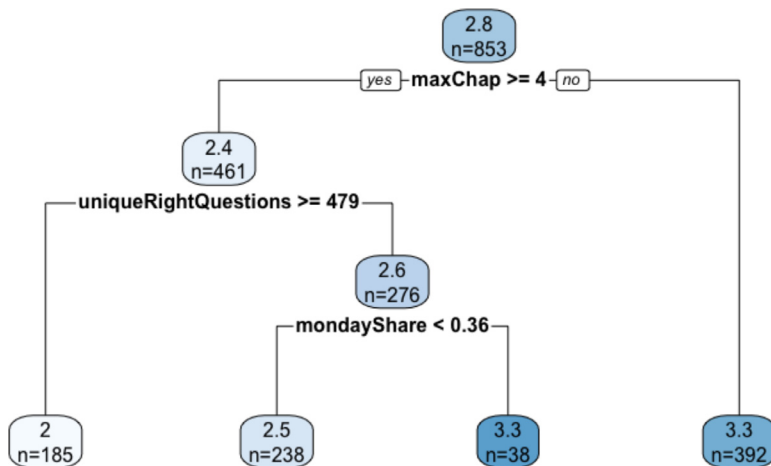 2.8
n=853
yes maxChap >= 4 no
2.4
n=461
uniqueRightQuestions >= 479
2.6
n=276
mondayShare < 0.36
2
n=185
2.5
n=238
3.3
n=38
3.3
n=392